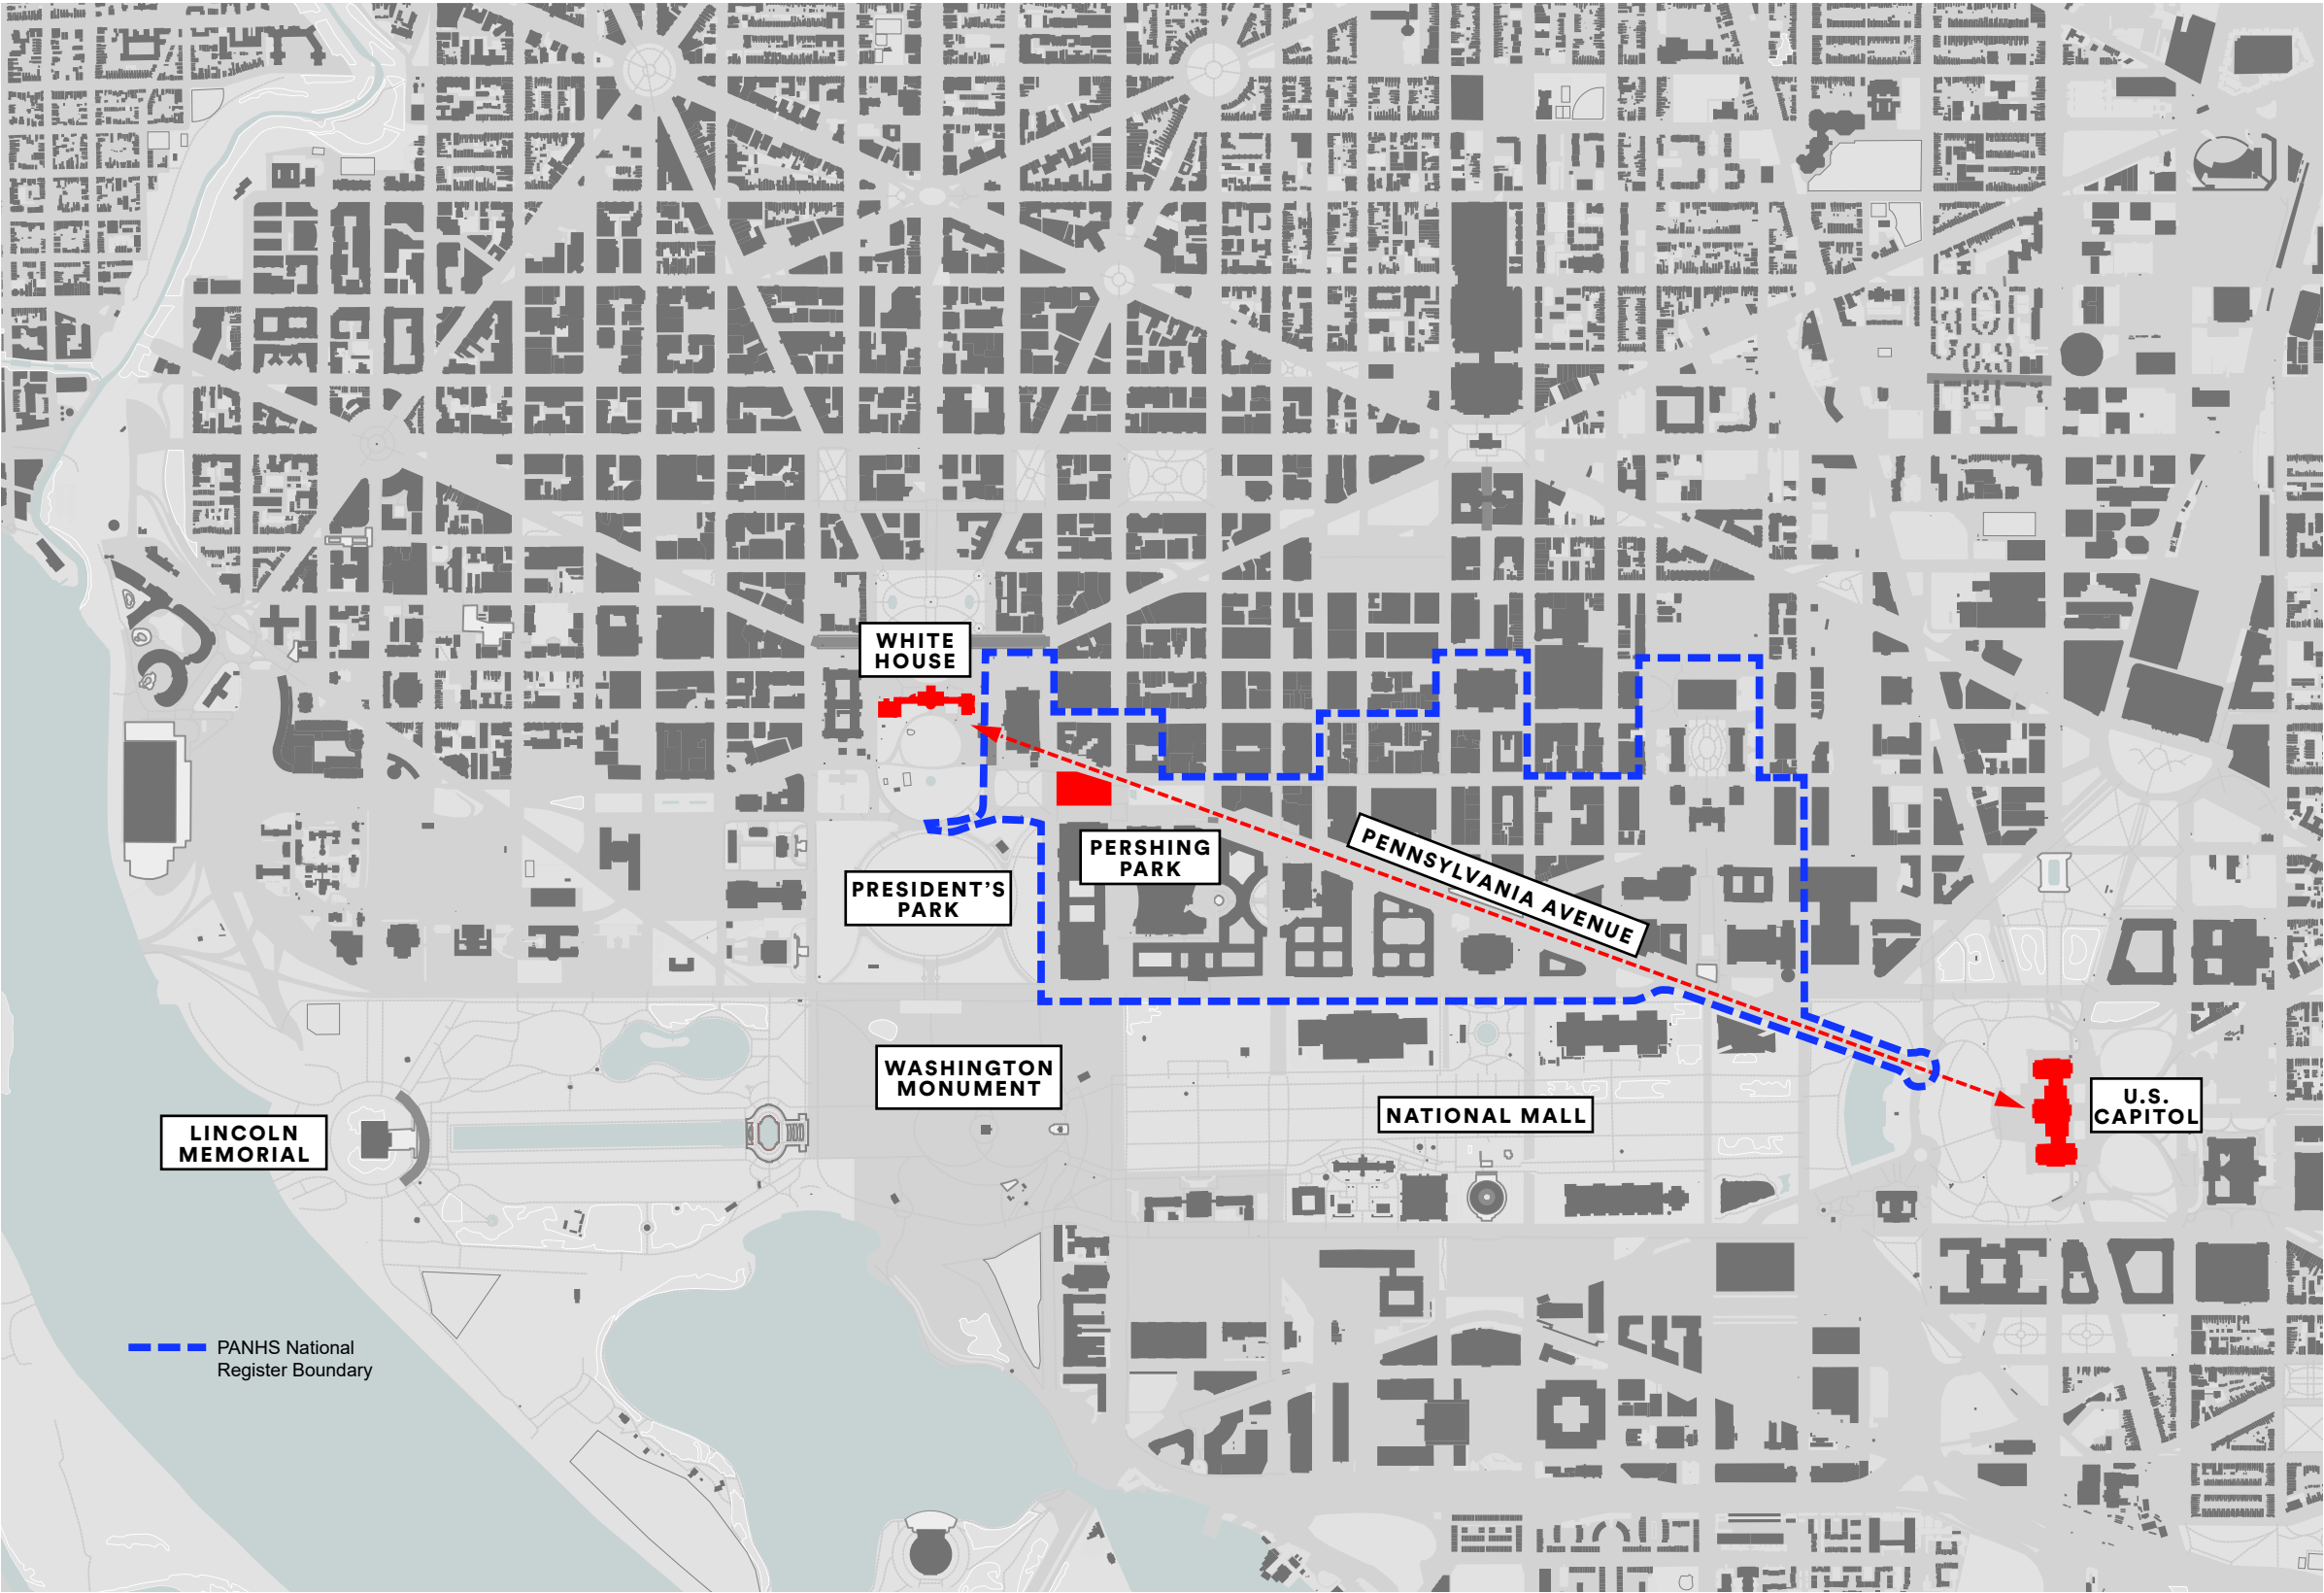 WHITE
HOUSE
PERSHING
PARK
PENNSYLVANIA AVENUE
PRESIDENT'S
PARK
WASHINGTON
MONUMENT
NATIONAL MALL
U.S.
CAPITOL
LINCOLN
MEMORIAL
PANHS National
Register Boundary